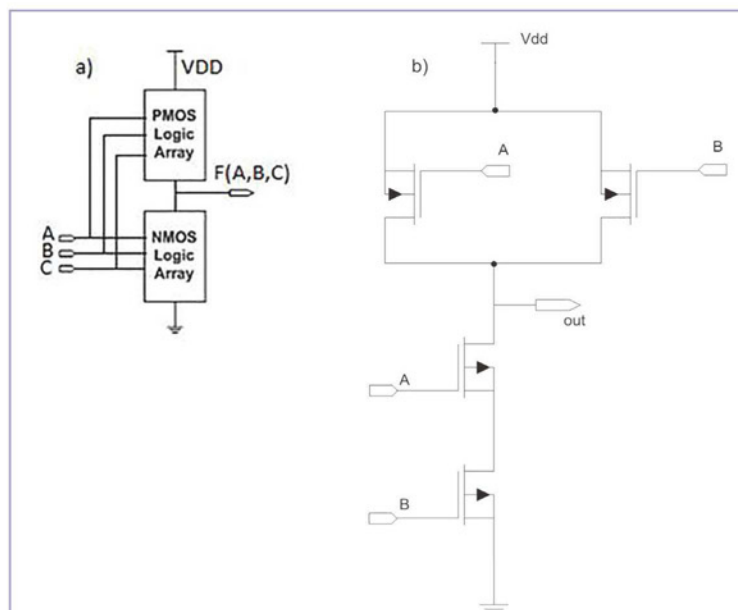 a)
VDD
PMOS
Logic
Array
F(A,B,C)
A
B
C
NMOS
Logic
Array
b)
Vdd
A
B
out
A
B